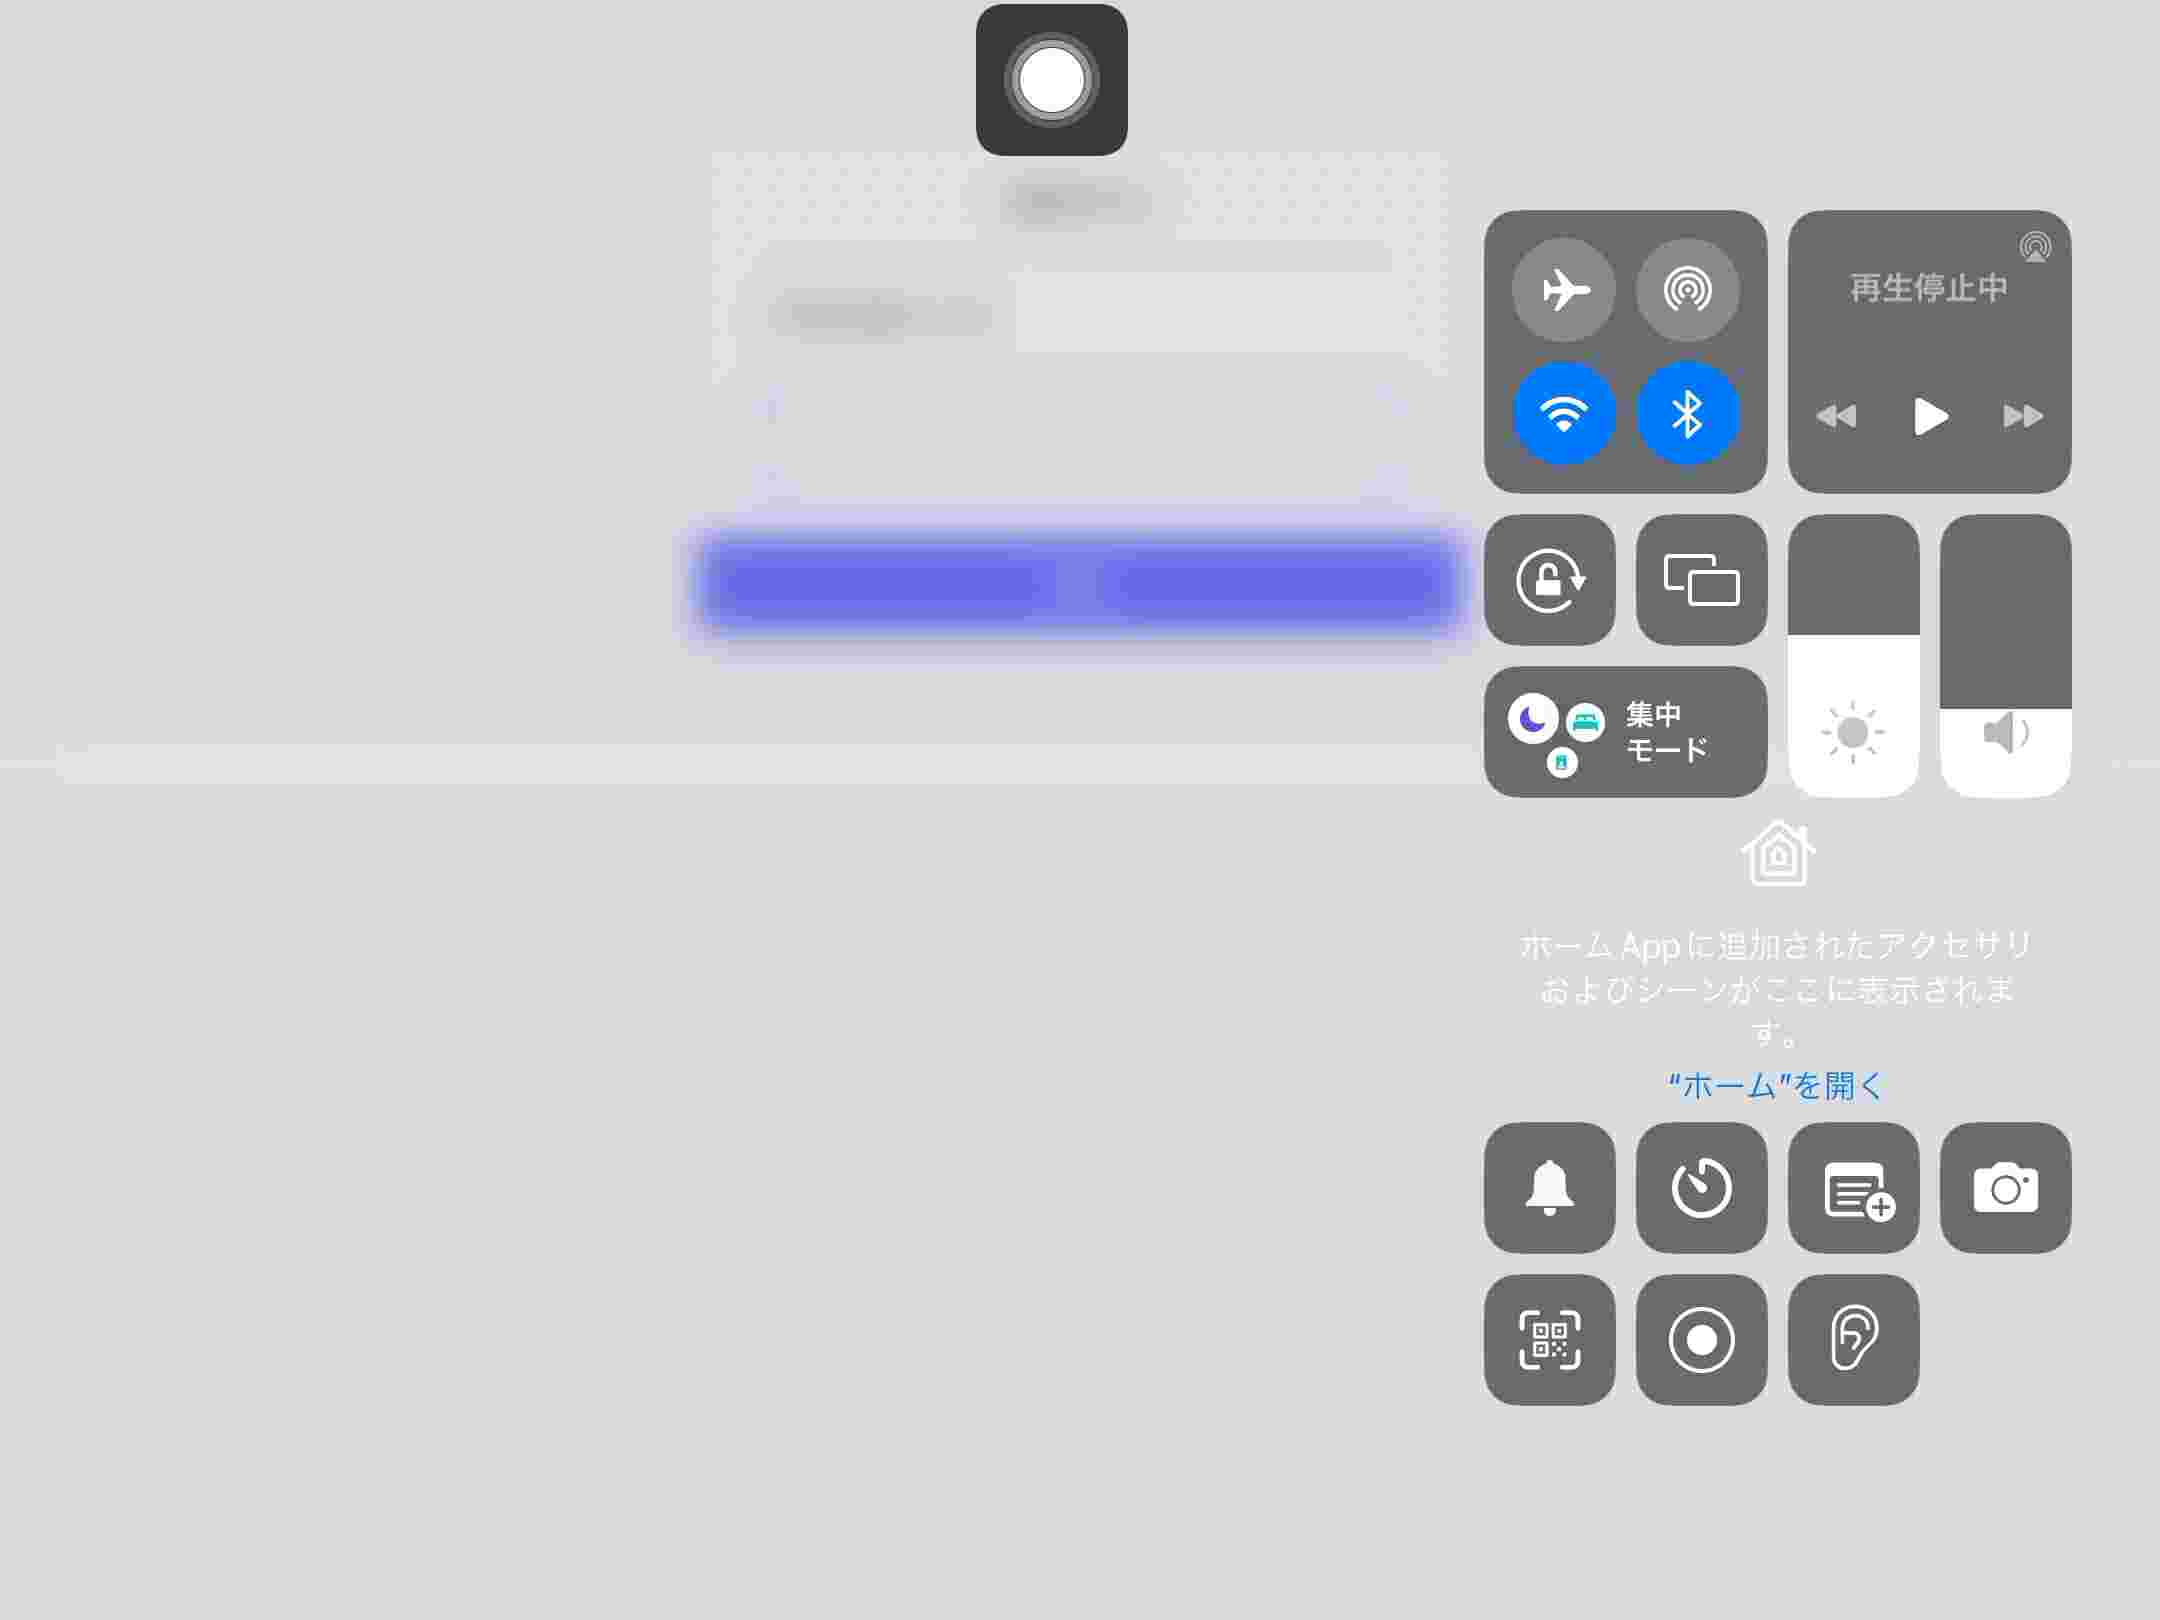 再生停止中
集中
モード
ホーム Appに追加されたアクセサリ
およびシーンがここに表示されま
す。
“ホーム”を開く